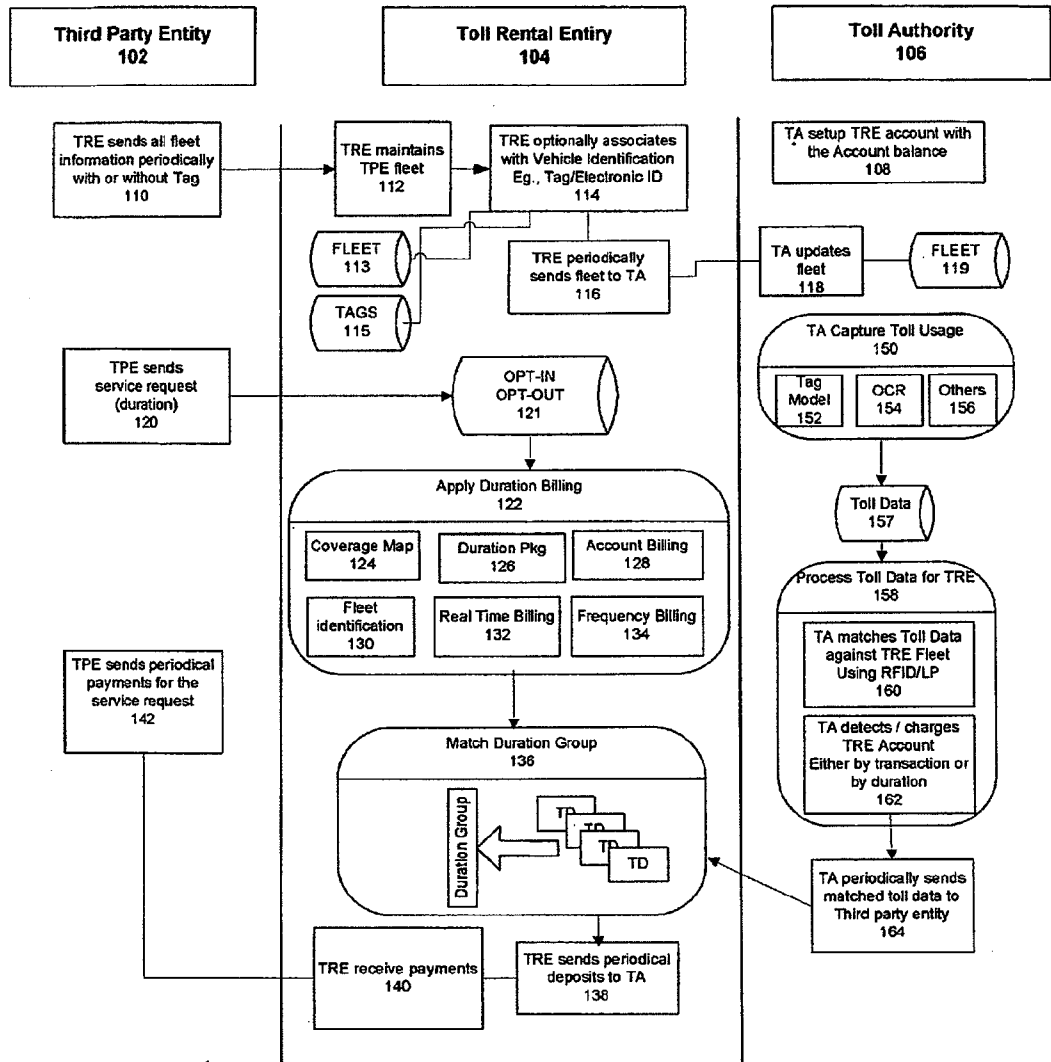 Third Party Entity
102
Toll Rental Entiry
104
Toll Authority
106
TRE sends all fleet
information periodically
with or without Tag
110
TRE maintains
TPE fleet
112
TRE optionally associates
with Vehicle Identification
Eg., Tag/Electronic ID
114
TA setup TRE account with
the Account balance
108
FLEET
113
TAGS
115
TRE periodically
sends fleet to TA
116
TA updates
fleet
118
FLEET
119
TPE sends
service request
(duration)
120
OPT-IN
OPT-OUT
121
TA Capture Toll Usage
150
Tag
Model
152
OCR
154
Others
156
Apply Duration Billing
122
Coverage Map
124
Duration Pkg
126
Account Billing
128
Fleet
identification
130
Real Time Billing
132
Frequency Billing
134
Toll Data
157
Process Toll Data for TRE
158
TA matches Toll Data
against TRE Fleet
Using RFID/LP
160
TA detects / charges
TRE Account
Either by transaction or
by duration
162
TPE sends periodical
payments for the
service request
142
Match Duration Group
136
Duration Group
TD
TD
TD
TD
TA periodically sends
matched toll data to
Third party entity
164
TRE receive payments
140
TRE sends periodical
deposits to TA
138